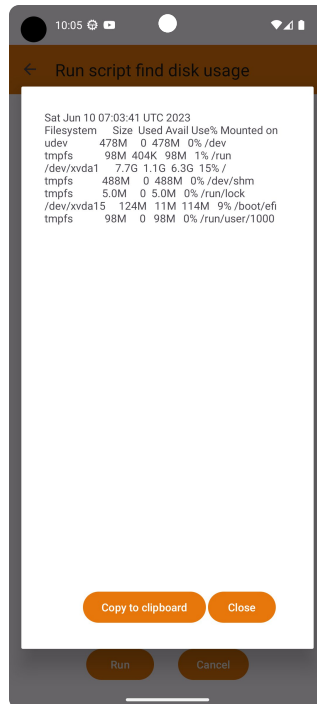 10:05
Run script find disk usage
Sat Jun 10 07:03:41 UTC 2023
Filesystem Size Used Avail Use% Mounted on
udev 478M 0 478M 0% /dev
tmpfs 98M 404K 98M 1% /run
/dev/xvda1 7.7G 1.1G 6.3G 15% /
tmpfs 488M 0 488M 0% /dev/shm
tmpfs 5.0M 0 5.0M 0% /run/lock
/dev/xvda15 124M 11M 114M 9% /boot/efi
tmpfs 98M 0 98M 0% /run/user/1000
Copy to clipboard Close
Run Cancel